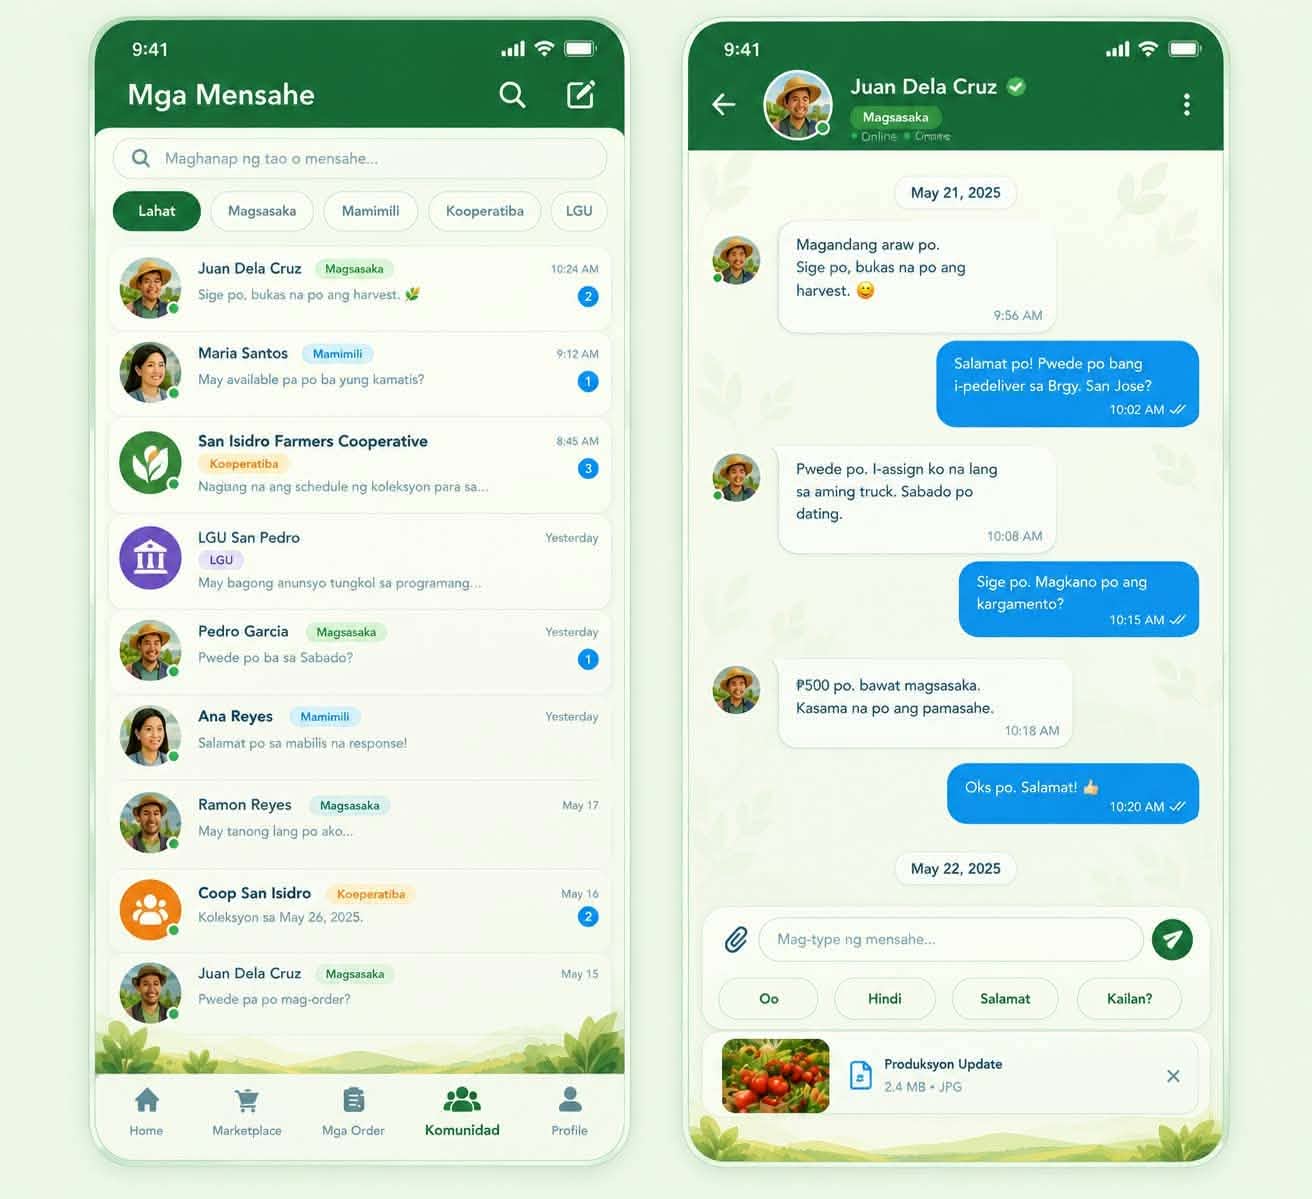 9:41
Mga Mensahe
Maghanap ng tao o mensahe...
Lahat
Magsasaka
Mamimili
Kooperatiba
LGU
Juan Dela Cruz
Magsasaka
10:24 AM
Sige po, bukas na po ang harvest. 🌿
2
Maria Santos
Mamimili
9:12 AM
May available pa po ba yung kamatis?
1
San Isidro Farmers Cooperative
8:45 AM
Kooperatiba
3
Nagtang na ang schedule ng koleksyon para sa...
LGU San Pedro
Yesterday
LGU
May bagong anunsyo tungkol sa programang...
Pedro Garcia
Magsasaka
Yesterday
Pwede po ba sa Sabado?
1
Ana Reyes
Mamimili
Yesterday
Salamat po sa mabilis na response!
Ramon Reyes
Magsasaka
May 17
May tanong lang po ako...
Coop San Isidro
Koeperatiba
May 16
Koleksyon sa May 26, 2025.
2
Juan Dela Cruz
Magsasaka
May 15
Pwede pa po mag-order?
Home
Marketplace
Mga Order
Komunidad
Profile
9:41
Juan Dela Cruz
Magsasaka
Online
May 21, 2025
Magandang araw po.
Sige po, bukas na po ang
harvest. 😊
9:56 AM
Salamat po! Pwede po bang
i-pedeliver sa Brgy. San Jose?
10:02 AM
Pwede po. I-assign ko na lang
sa aming truck. Sabado po
dating.
10:08 AM
Sige po. Magkano po ang
kargamento?
10:15 AM
₱500 po. bawat magsasaka.
Kasama na po ang pamasahe.
10:18 AM
Oks po. Salamat! 👍
10:20 AM
May 22, 2025
Mag-type ng mensahe...
Oo
Hindi
Salamat
Kailan?
Produksyon Update
2.4 MB • JPG